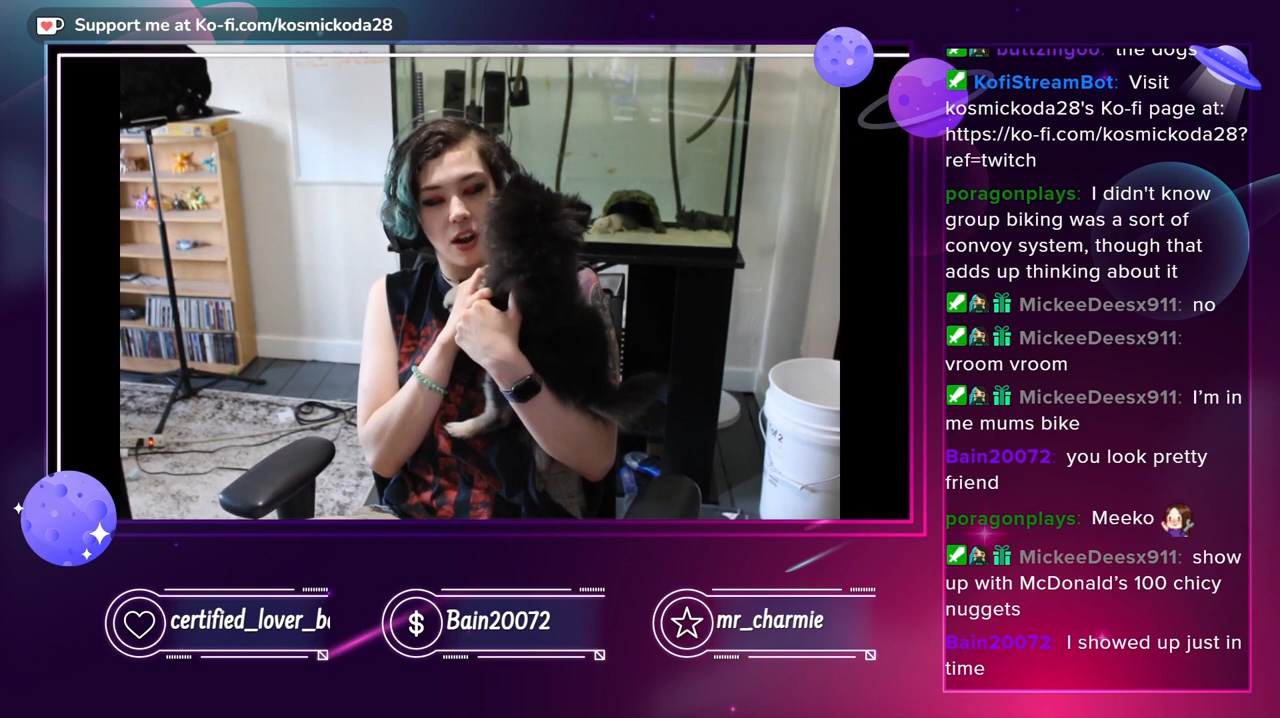 Support me at Ko-fi.com/kosmickoda28
buttzmgoo: the dogs
KofiStreamBot: Visit
kosmickoda28's Ko-fi page at:
https://ko-fi.com/kosmickoda28?
ref=twitch
poragonplays: I didn't know
group biking was a sort of
convoy system, though that
adds up thinking about it
MickeeDeesx911: no
MickeeDeesx911:
vroom vroom
MickeeDeesx911: I'm in
me mums bike
Bain20072: you look pretty
friend
poragonplays: Meeko
MickeeDeesx911: show
up with McDonald's 100 chicy
nuggets
Bain20072: I showed up just in
time
certified_lover_b
$ Bain20072
mr_charmie